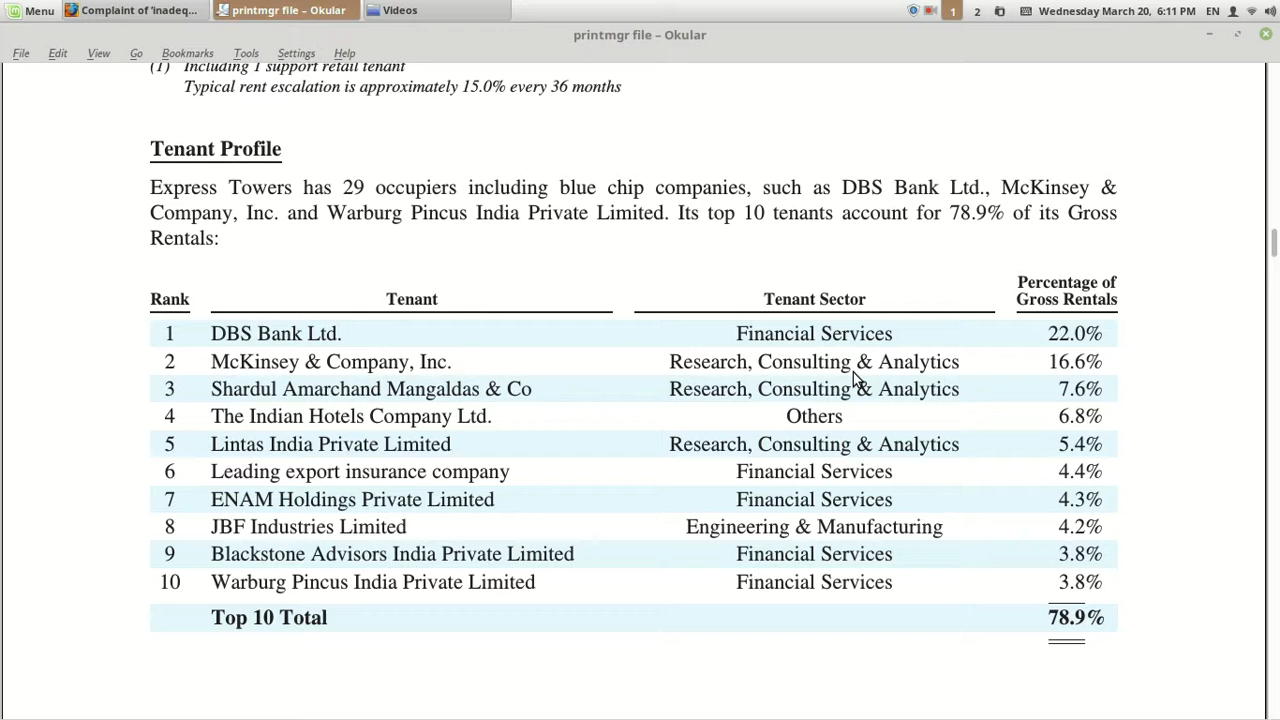 Menu Complaint of 'inadeq... printmgr file – Okular Videos 1 2 Wednesday March 20, 6:11 PM EN
printmgr file – Okular
File Edit View Go Bookmarks Tools Settings Help
(1) Including 1 support retail tenant
Typical rent escalation is approximately 15.0% every 36 months
Tenant Profile
Express Towers has 29 occupiers including blue chip companies, such as DBS Bank Ltd., McKinsey &
Company, Inc. and Warburg Pincus India Private Limited. Its top 10 tenants account for 78.9% of its Gross
Rentals:
Percentage of
Rank Tenant Tenant Sector Gross Rentals
1 DBS Bank Ltd. Financial Services 22.0%
2 McKinsey & Company, Inc. Research, Consulting & Analytics 16.6%
3 Shardul Amarchand Mangaldas & Co Research, Consulting & Analytics 7.6%
4 The Indian Hotels Company Ltd. Others 6.8%
5 Lintas India Private Limited Research, Consulting & Analytics 5.4%
6 Leading export insurance company Financial Services 4.4%
7 ENAM Holdings Private Limited Financial Services 4.3%
8 JBF Industries Limited Engineering & Manufacturing 4.2%
9 Blackstone Advisors India Private Limited Financial Services 3.8%
10 Warburg Pincus India Private Limited Financial Services 3.8%
Top 10 Total 78.9%